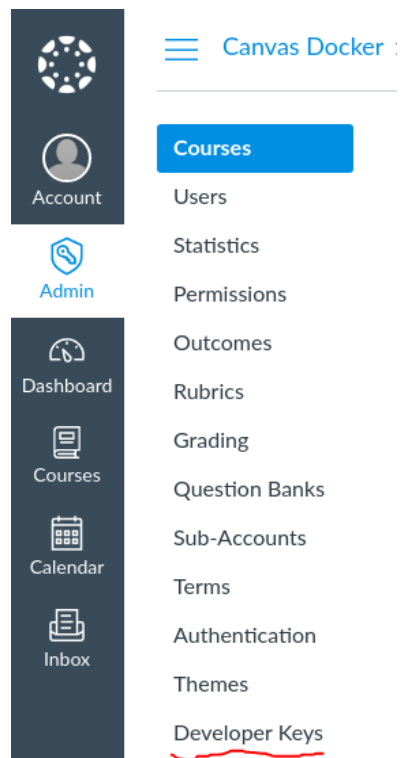 Canvas Docker
Account
Admin
Dashboard
Courses
Calendar
Inbox
Courses
Users
Statistics
Permissions
Outcomes
Rubrics
Grading
Question Banks
Sub-Accounts
Terms
Authentication
Themes
Developer Keys